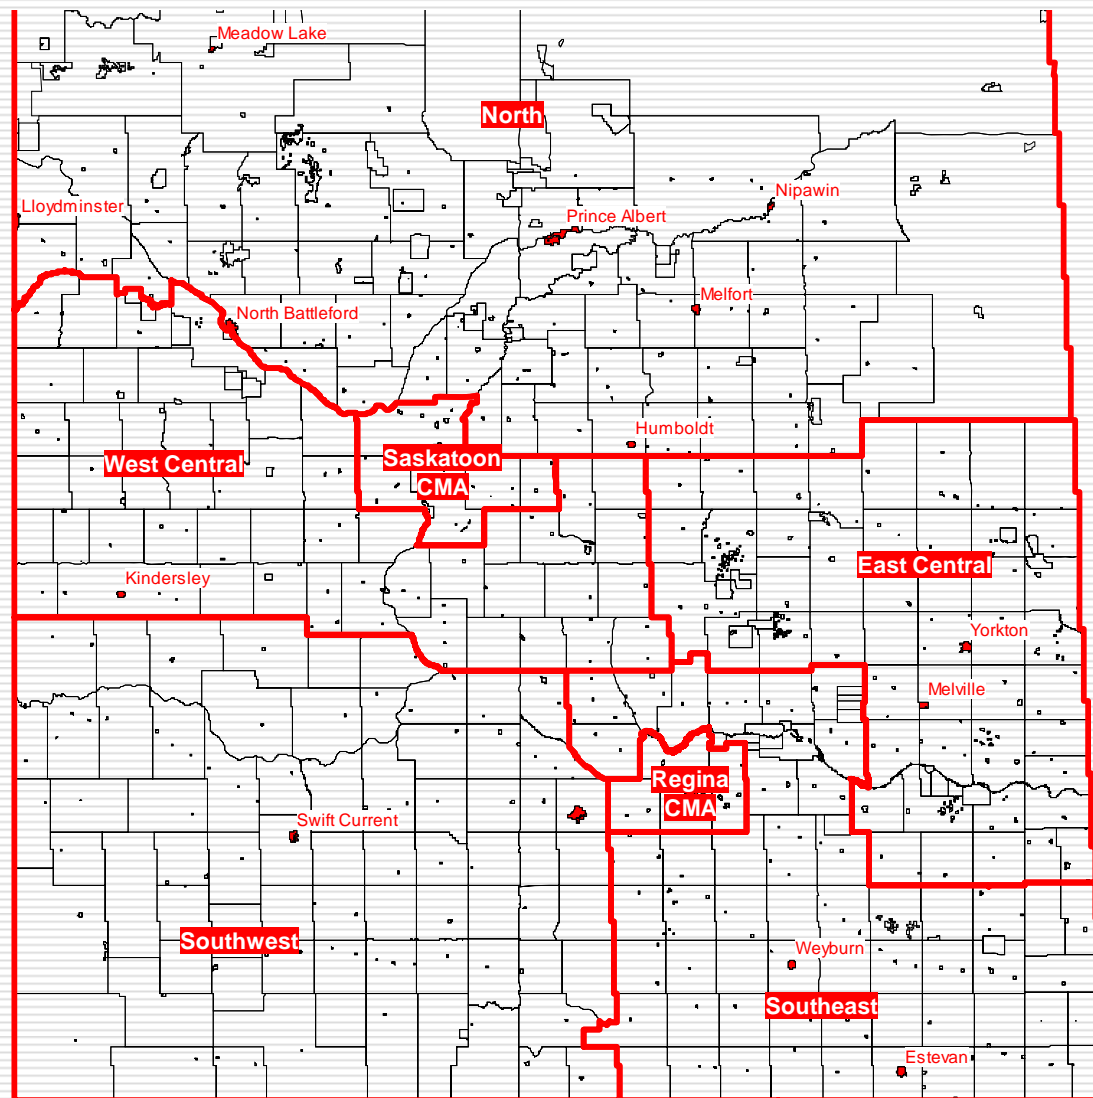 Meadow Lake
North
Nipawin
Lloydminster
Prince Albert
Melfort
North Battleford
Humboldt
West Central
Saskatoon
CMA
East Central
Kindersley
Yorkton
Melville
Regina
CMA
Swift Current
Southwest
Weyburn
Southeast
Estevan